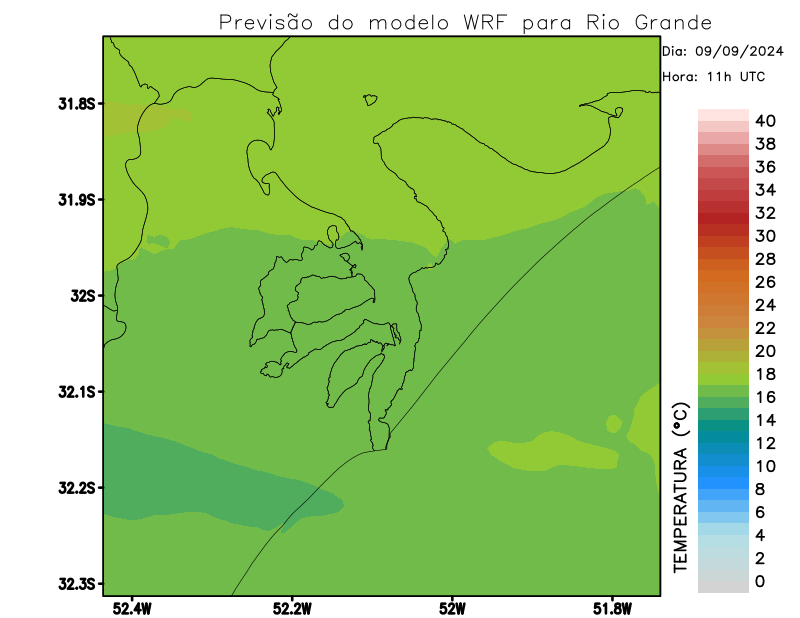 Previsão do modelo WRF para Rio Grande
Dia: 09/09/2024
Hora: 11h UTC
31.8S
31.9S
32S
32.1S
32.2S
32.3S
52.4W
52.2W
52W
51.8W
TEMPERATURA (°C)
40
38
36
34
32
30
28
26
24
22
20
18
16
14
12
10
8
6
4
2
0